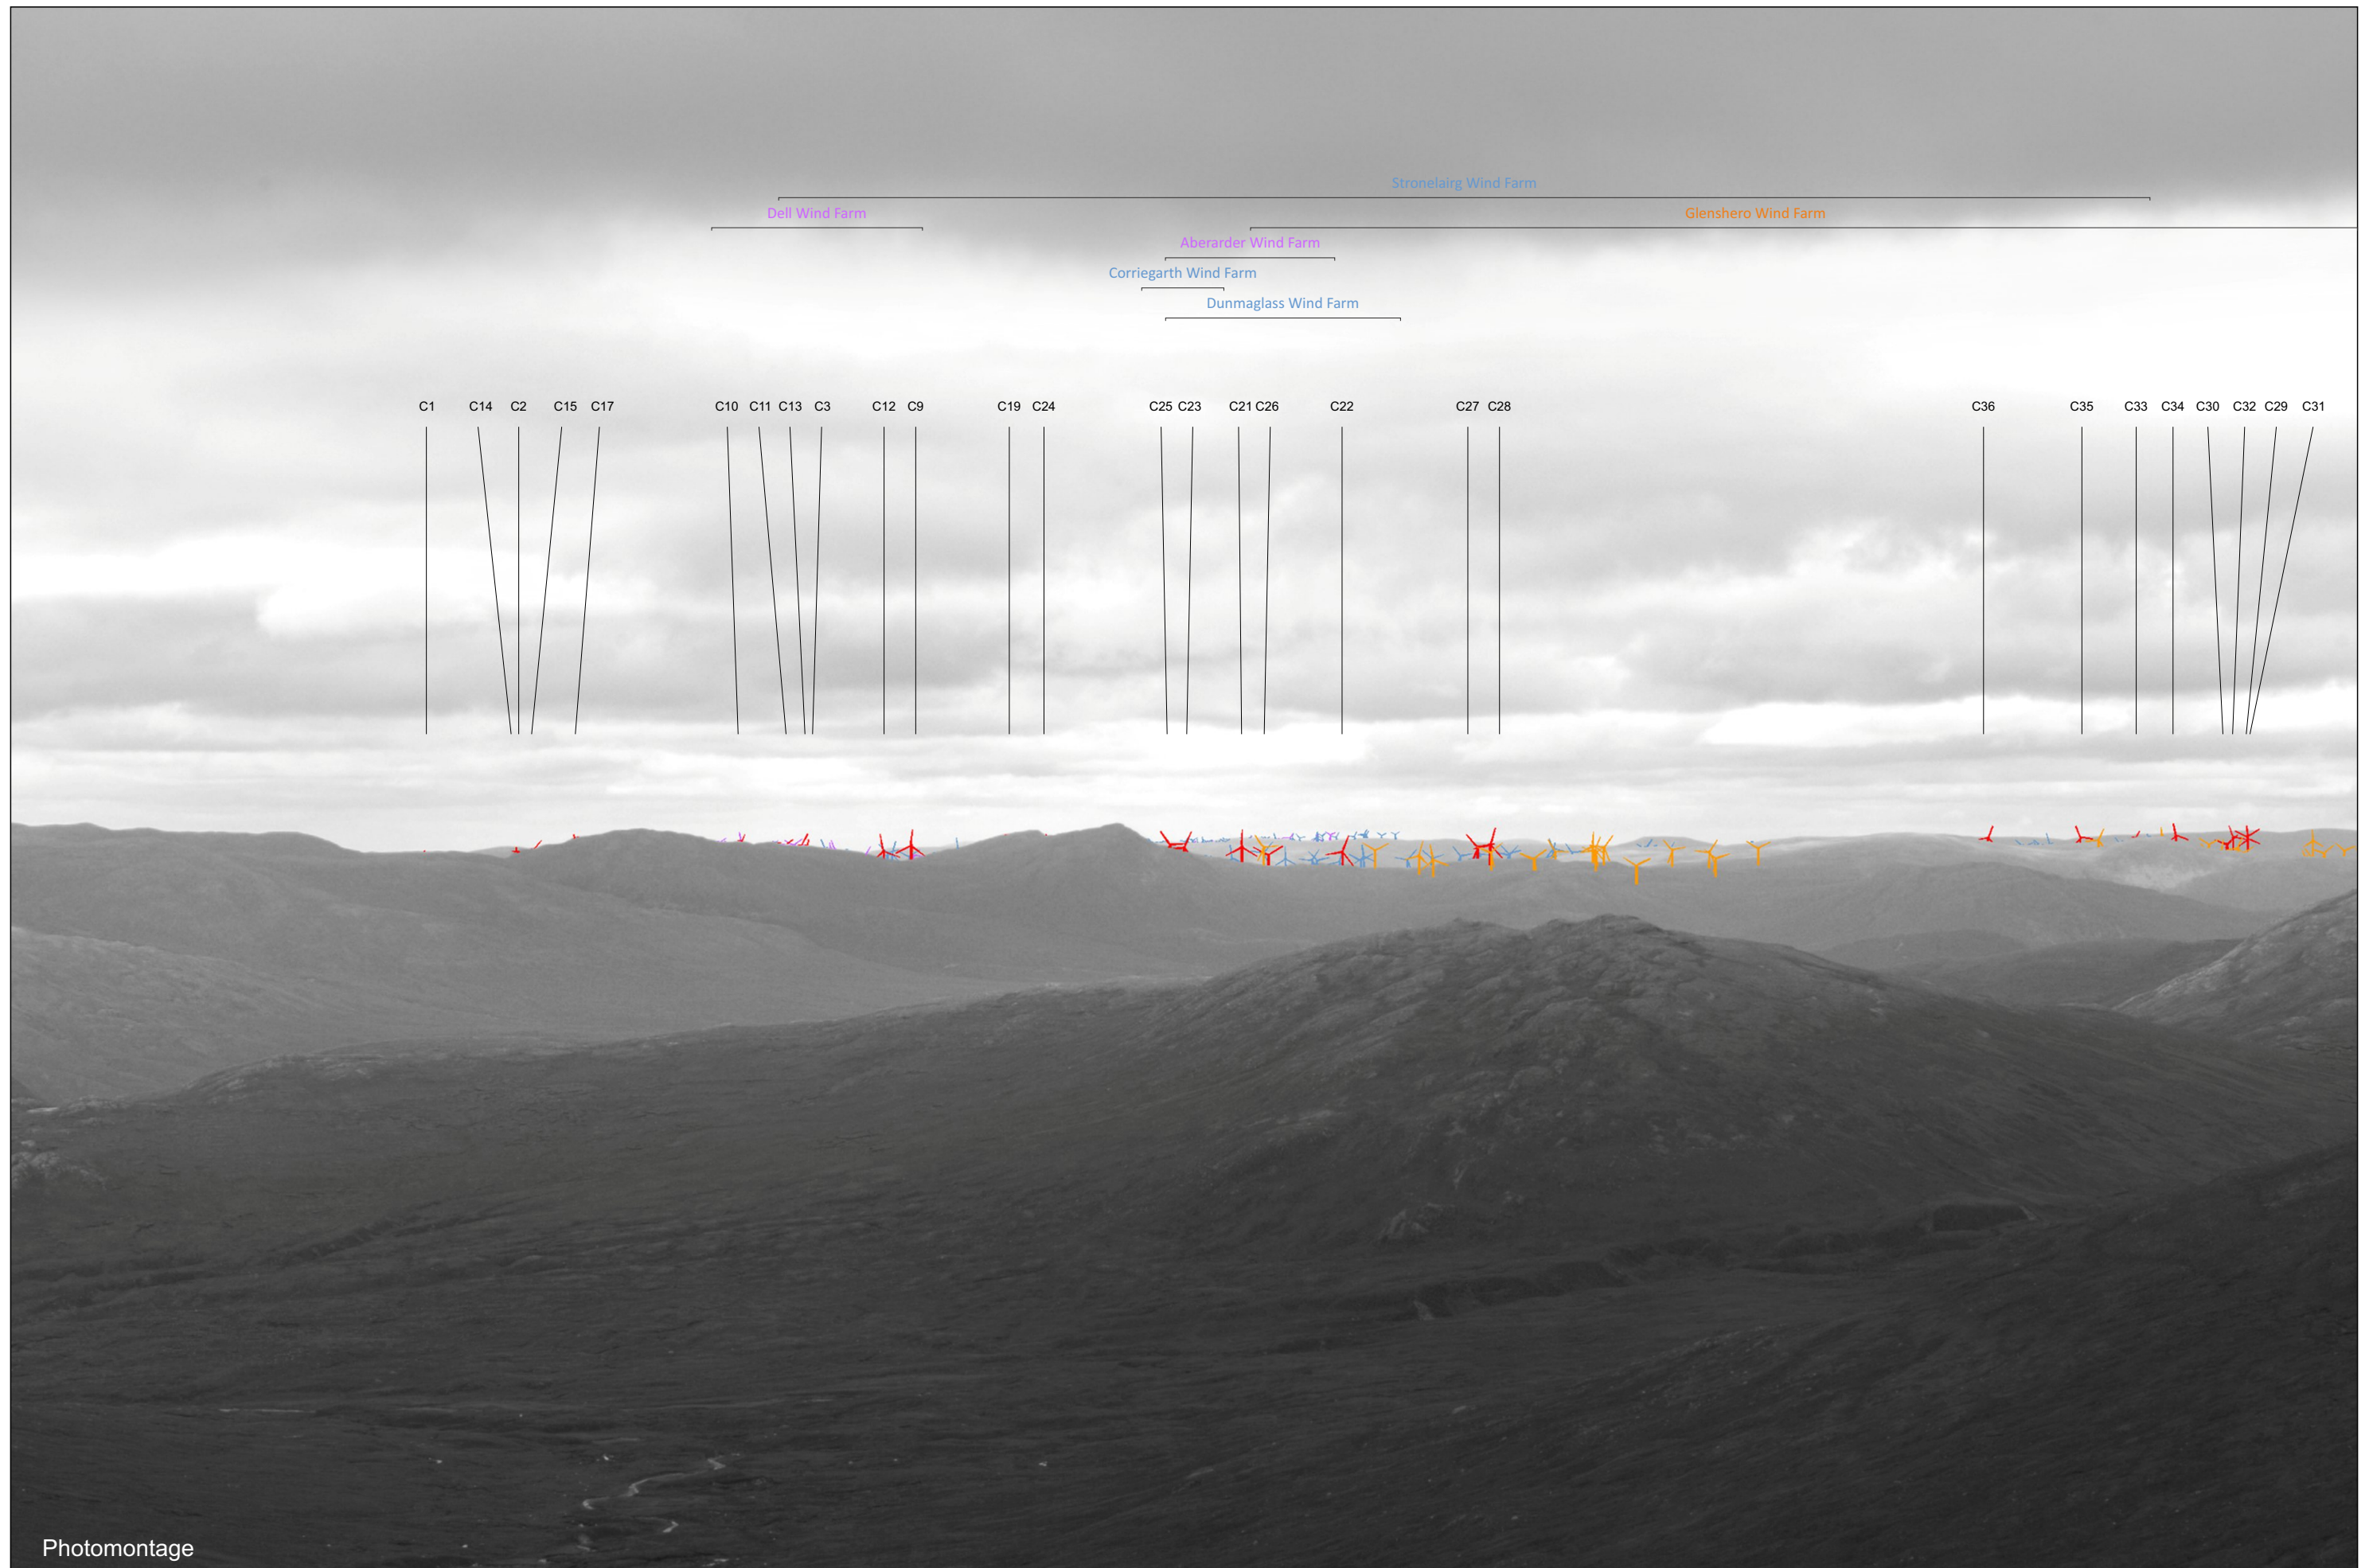 Stronelairg Wind Farm
Dell Wind Farm Glenshero Wind Farm
Aberarder Wind Farm
Corriegarth Wind Farm
Dunmaglass Wind Farm
C1 C14 C2 C15 C17 C10 C11 C13 C3 C12 C9 C19 C24 C25 C23 C21 C26 C22 C27 C28 C36 C35 C33 C34 C30 C32 C29 C31
Photomontage